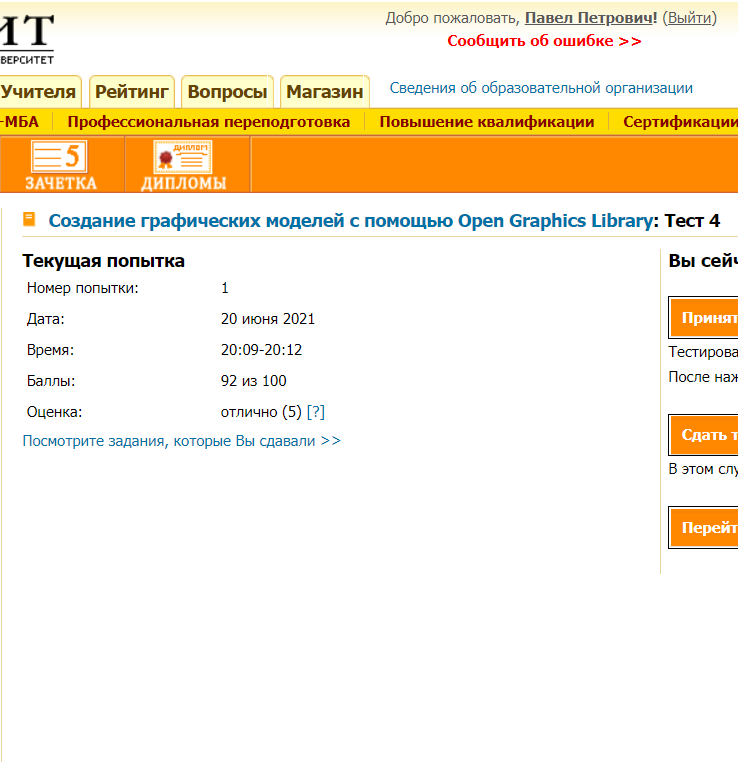 ИТ
ВЕРСИТЕТ
Добро пожаловать, Павел Петрович! (Выйти)
Сообщить об ошибке >>
Учителя Рейтинг Вопросы Магазин Сведения об образовательной организации
-МБА Профессиональная переподготовка Повышение квалификации Сертификации
5 ДИПЛОМ
ЗАЧЕТКА ДИПЛОМЫ
Создание графических моделей с помощью Open Graphics Library: Тест 4
Текущая попытка
Номер попытки: 1
Дата: 20 июня 2021
Время: 20:09-20:12
Баллы: 92 из 100
Оценка: отлично (5) [?]
Посмотрите задания, которые Вы сдавали >>
Вы сейч
Принят
Тестирова
После наж
Сдать т
В этом слу
Перейт